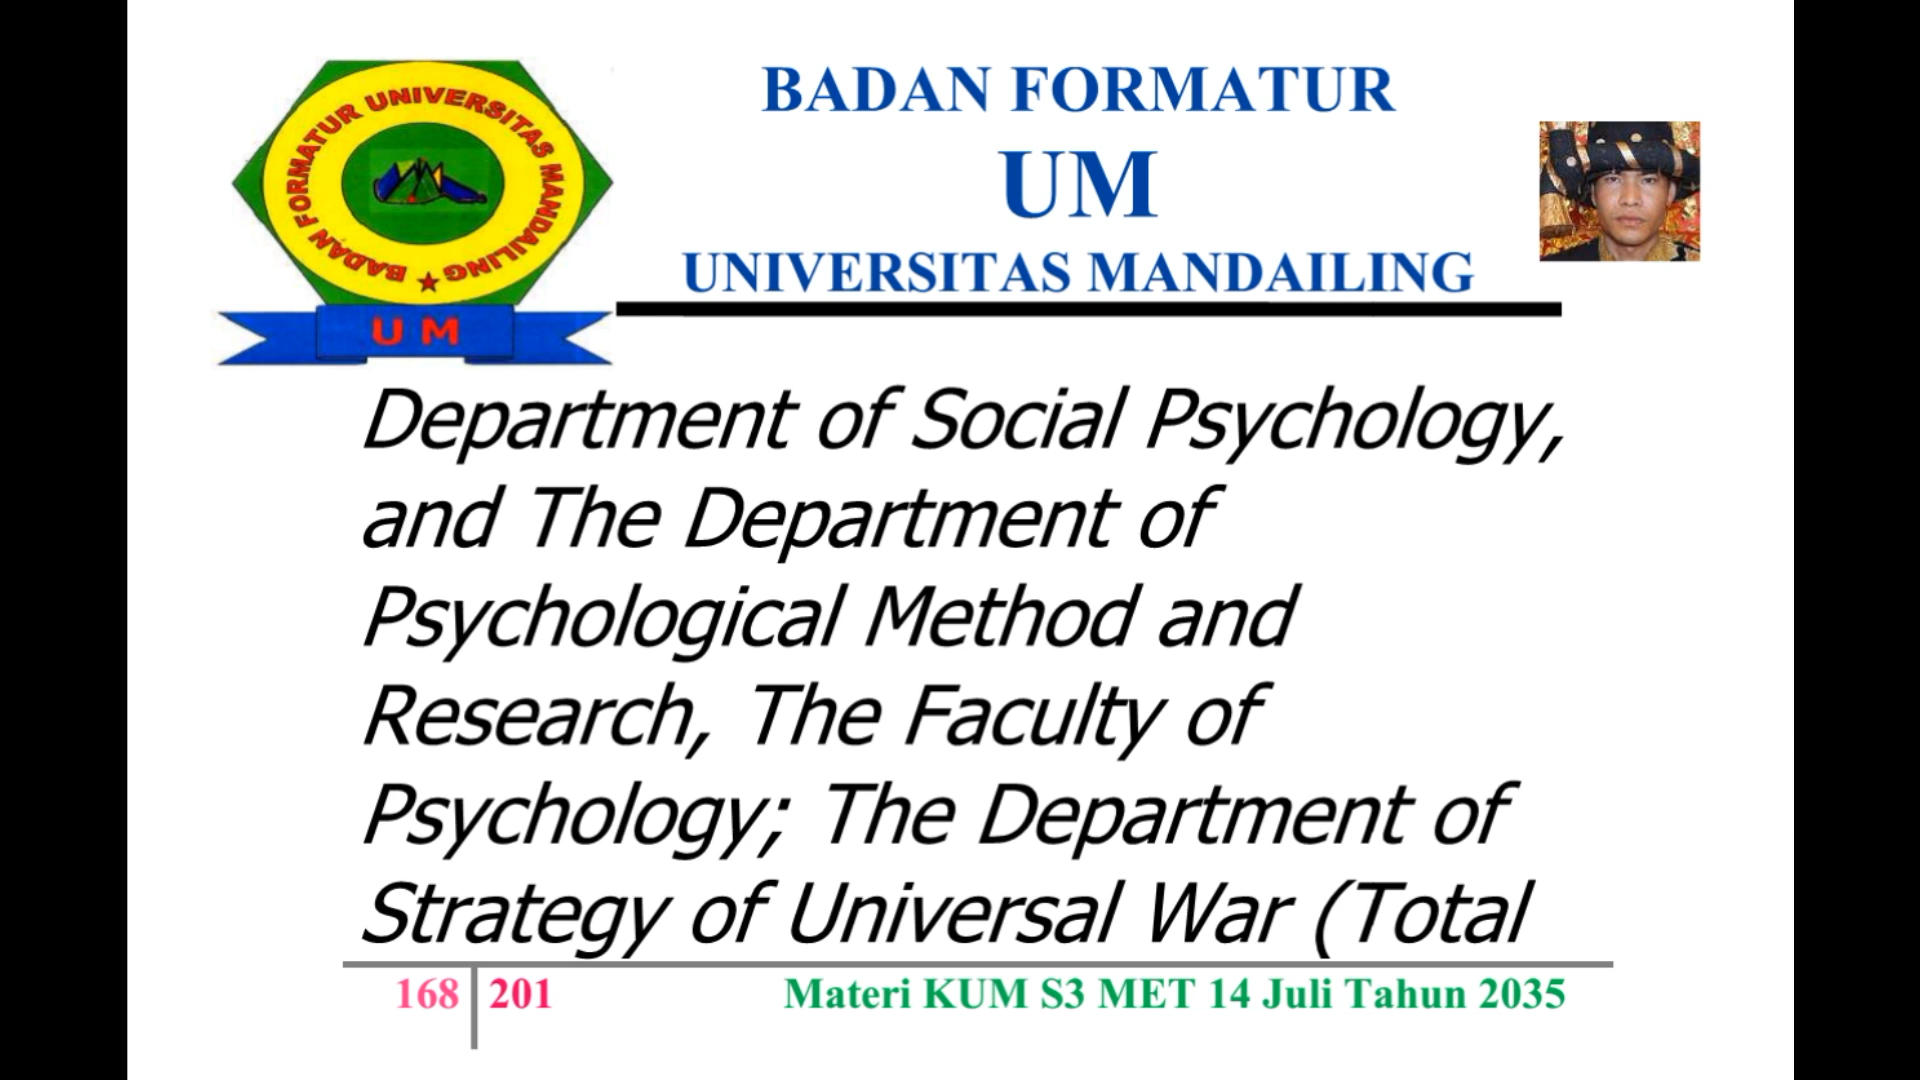 BADAN FORMATUR UNIVERSITAS MANDAILING
U M
BADAN FORMATUR
UM
UNIVERSITAS MANDAILING
Department of Social Psychology,
and The Department of
Psychological Method and
Research, The Faculty of
Psychology; The Department of
Strategy of Universal War (Total
168 201 Materi KUM S3 MET 14 Juli Tahun 2035